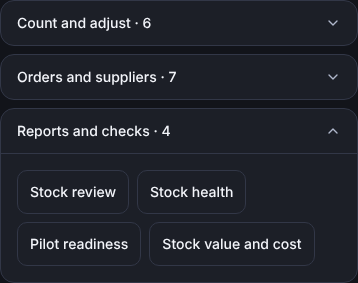 Count and adjust · 6
Orders and suppliers · 7
Reports and checks · 4
Stock review
Stock health
Pilot readiness
Stock value and cost